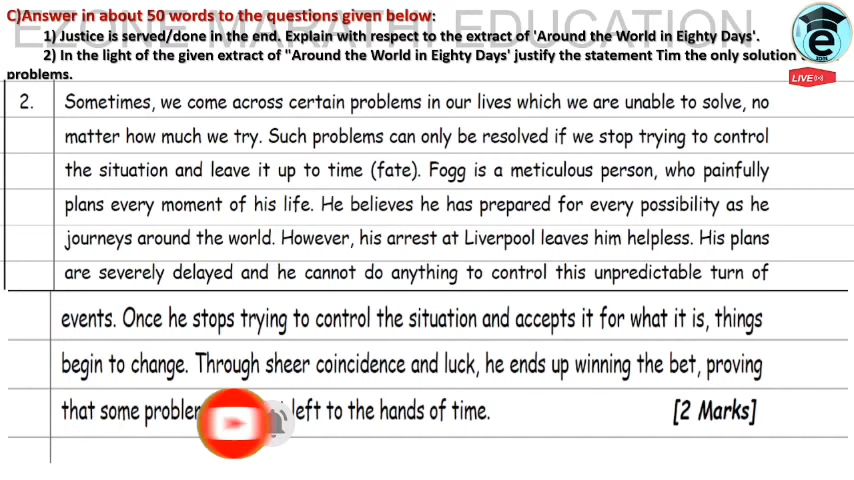 EZONE MARATHI EDUCATION
C)Answer in about 50 words to the questions given below:
1) Justice is served/done in the end. Explain with respect to the extract of 'Around the World in Eighty Days'.
2) In the light of the given extract of "Around the World in Eighty Days' justify the statement Tim the only solution
problems.
e
EZONE
LIVE
2. Sometimes, we come across certain problems in our lives which we are unable to solve, no
matter how much we try. Such problems can only be resolved if we stop trying to control
the situation and leave it up to time (fate). Fogg is a meticulous person, who painfully
plans every moment of his life. He believes he has prepared for every possibility as he
journeys around the world. However, his arrest at Liverpool leaves him helpless. His plans
are severely delayed and he cannot do anything to control this unpredictable turn of
events. Once he stops trying to control the situation and accepts it for what it is, things
begin to change. Through sheer coincidence and luck, he ends up winning the bet, proving
that some left to the hands of time. [2 Marks]